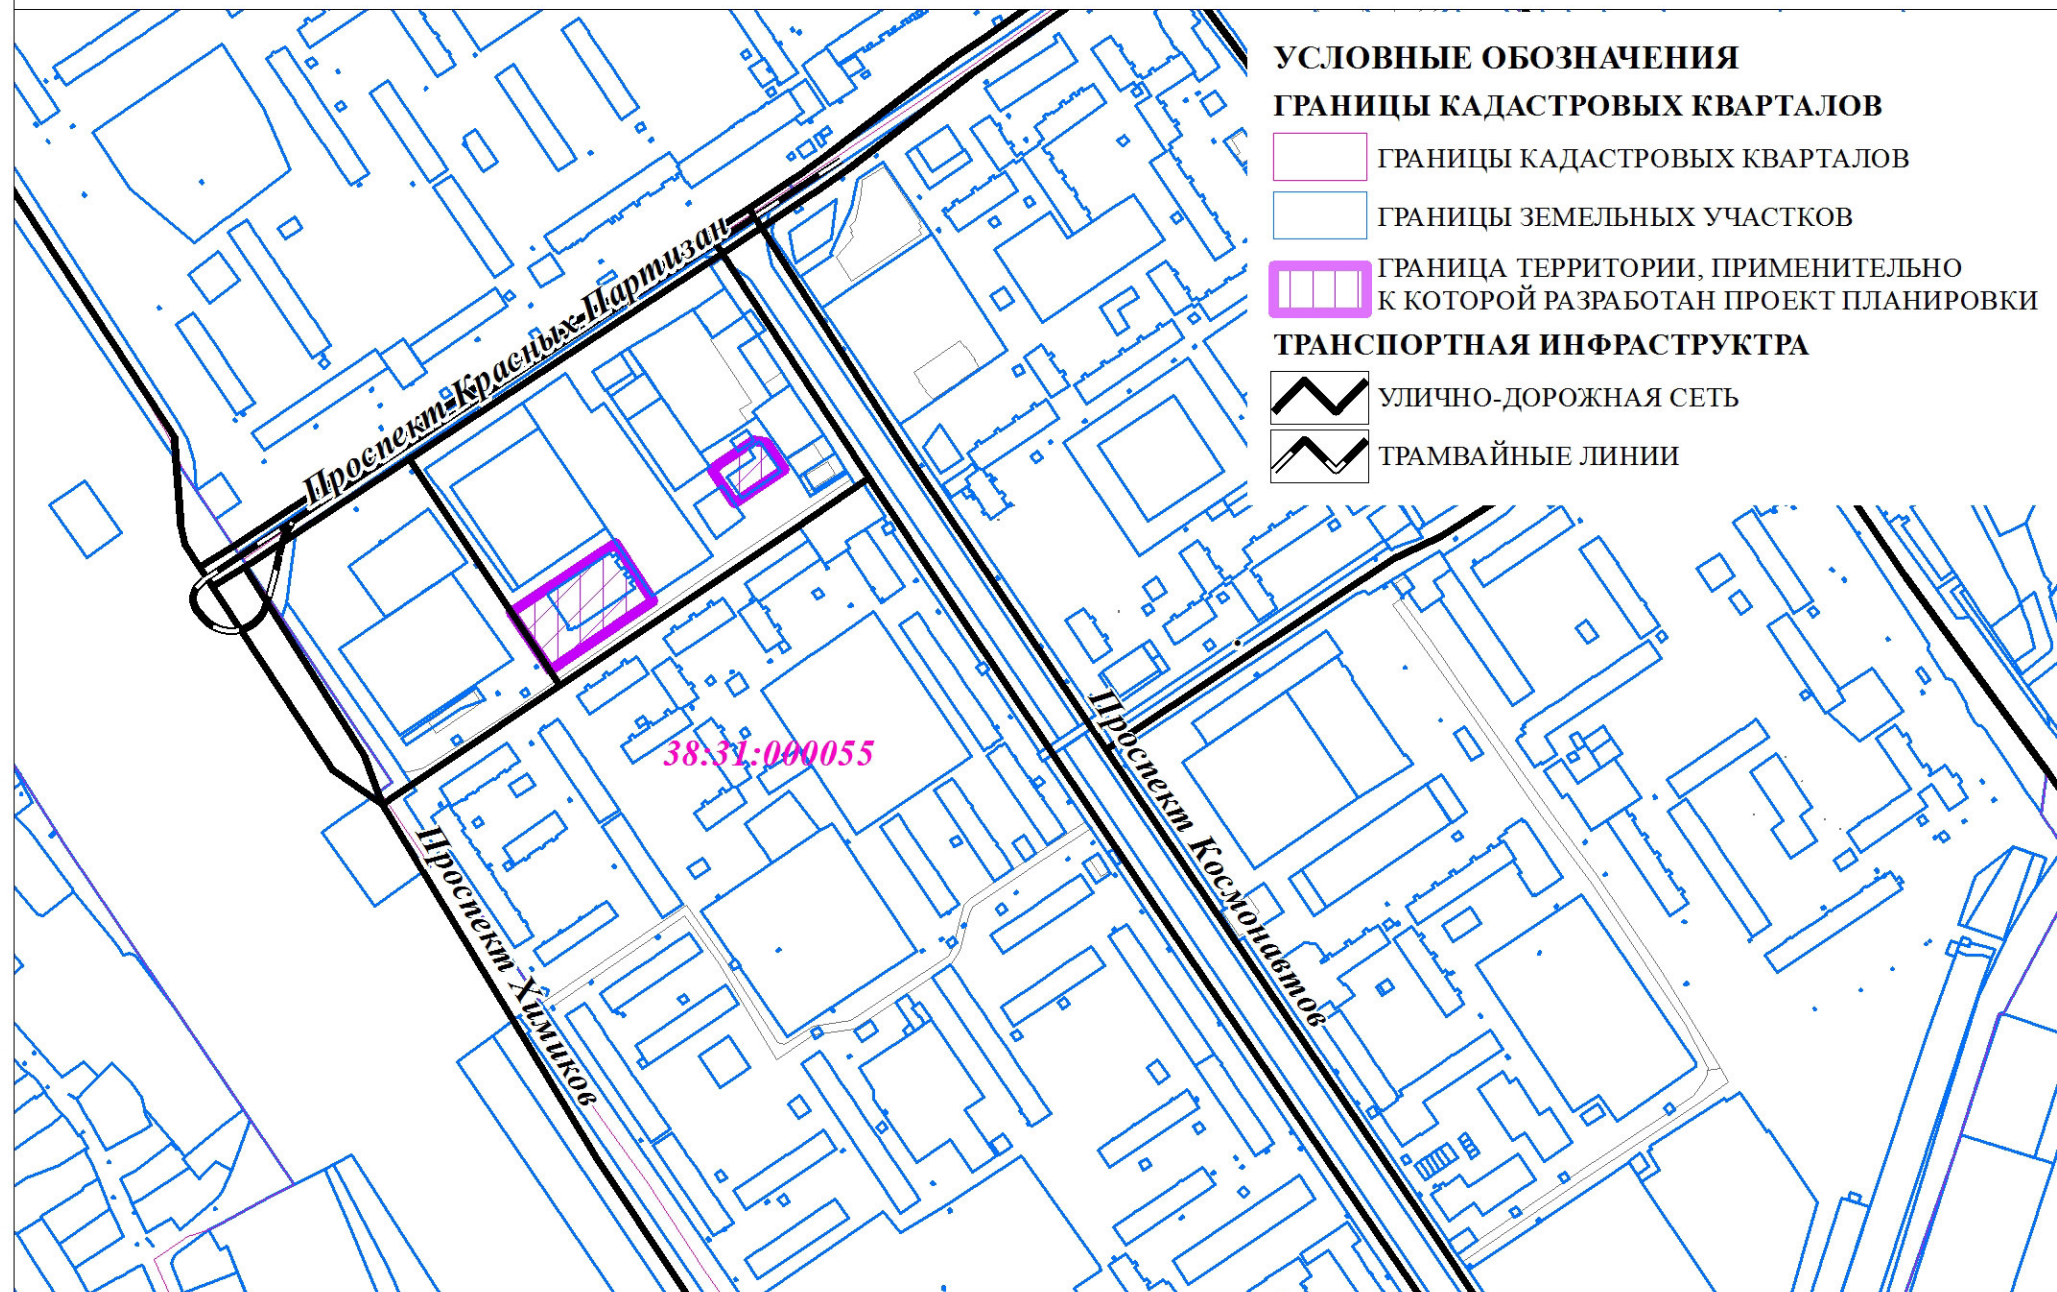 УСЛОВНЫЕ ОБОЗНАЧЕНИЯ
ГРАНИЦЫ КАДАСТРОВЫХ КВАРТАЛОВ
ГРАНИЦЫ КАДАСТРОВЫХ КВАРТАЛОВ
ГРАНИЦЫ ЗЕМЕЛЬНЫХ УЧАСТКОВ
ГРАНИЦА ТЕРРИТОРИИ, ПРИМЕНИТЕЛЬНО
К КОТОРОЙ РАЗРАБОТАН ПРОЕКТ ПЛАНИРОВКИ
ТРАНСПОРТНАЯ ИНФРАСТРУКТРА
УЛИЧНО-ДОРОЖНАЯ СЕТЬ
ТРАМВАЙНЫЕ ЛИНИИ
Проспект Красных Партизан
38:31:000055
Проспект Космонавтов
Проспект Химиков